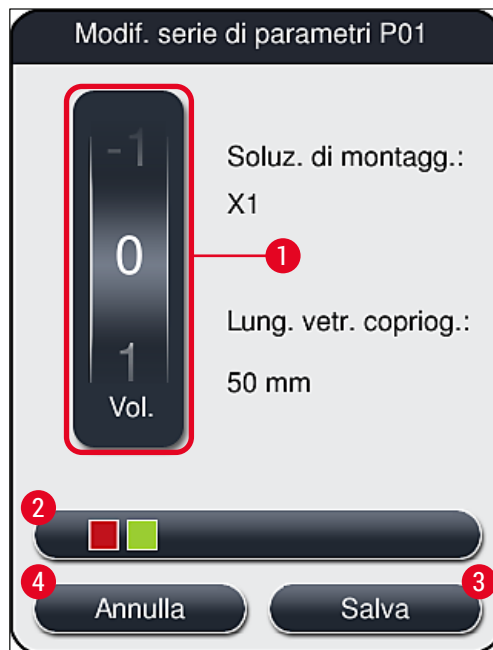 Modif. serie di parametri P01
-1
0
1
Vol.
Soluz. di montagg.:
X1
1
Lung. vetr. copriog.:
50 mm
2
4
3
Annulla
Salva